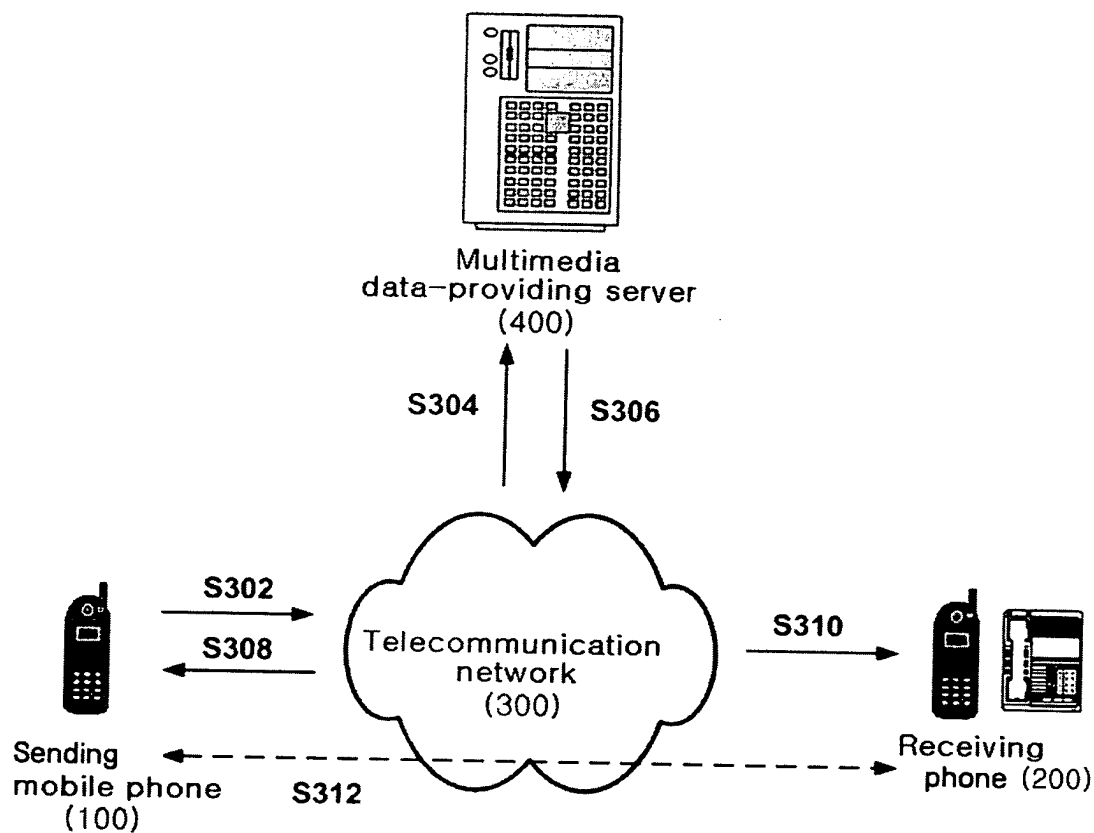 Multimedia
data-providing server
(400)
S304
S306
S302
S308
Telecommunication
network
(300)
S310
Sending
mobile phone
(100)
S312
Receiving
phone (200)